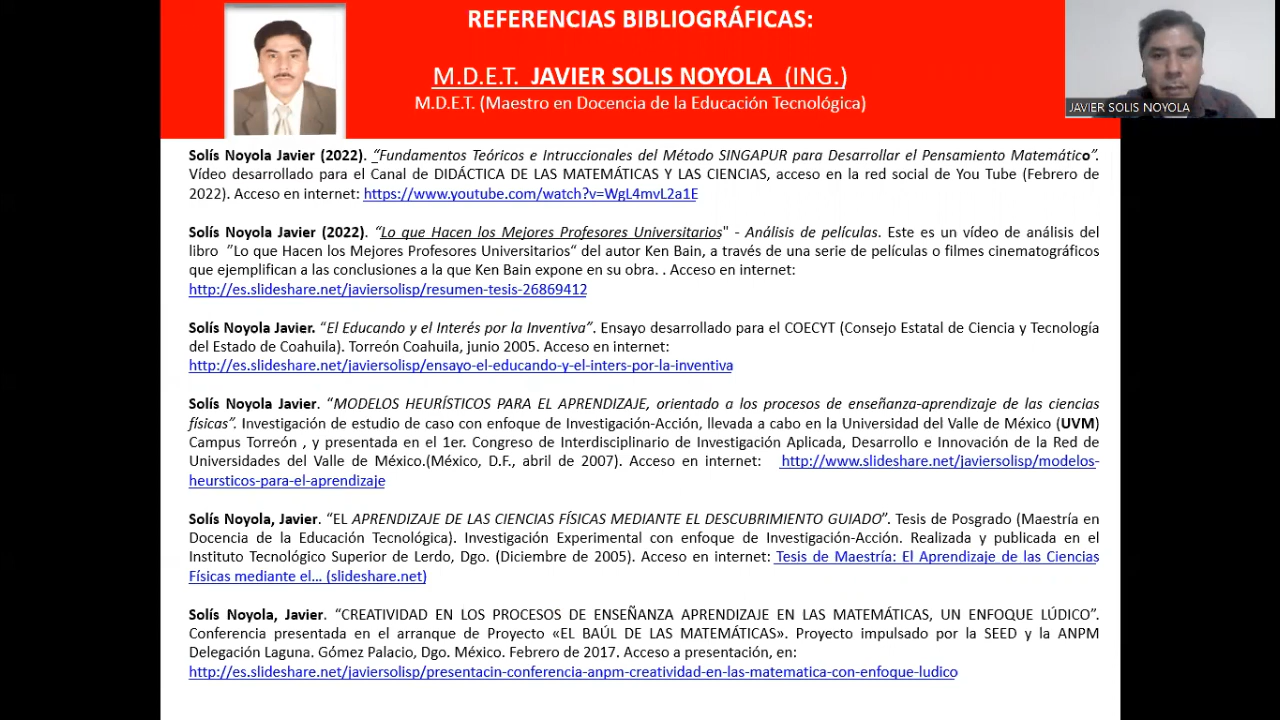 REFERENCIAS BIBLIOGRÁFICAS:
M.D.E.T. JAVIER SOLIS NOYOLA (ING.)
M.D.E.T. (Maestro en Docencia de la Educación Tecnológica)
JAVIER SOLIS NOYOLA
Solís Noyola Javier (2022). “Fundamentos Teóricos e Intruccionales del Método SINGAPUR para Desarrollar el Pensamiento Matemático”.
Vídeo desarrollado para el Canal de DIDÁCTICA DE LAS MATEMÁTICAS Y LAS CIENCIAS, acceso en la red social de You Tube (Febrero de
2022). Acceso en internet: https://www.youtube.com/watch?v=WgL4mvL2a1E
Solís Noyola Javier (2022). “Lo que Hacen los Mejores Profesores Universitarios" - Análisis de películas. Este es un vídeo de análisis del
libro ”Lo que Hacen los Mejores Profesores Universitarios“ del autor Ken Bain, a través de una serie de películas o filmes cinematográficos
que ejemplifican a las conclusiones a la que Ken Bain expone en su obra. . Acceso en internet:
http://es.slideshare.net/javiersolisp/resumen-tesis-26869412
Solís Noyola Javier. “El Educando y el Interés por la Inventiva”. Ensayo desarrollado para el COECYT (Consejo Estatal de Ciencia y Tecnología
del Estado de Coahuila). Torreón Coahuila, junio 2005. Acceso en internet:
http://es.slideshare.net/javiersolisp/ensayo-el-educando-y-el-inters-por-la-inventiva
Solís Noyola Javier. “MODELOS HEURÍSTICOS PARA EL APRENDIZAJE, orientado a los procesos de enseñanza-aprendizaje de las ciencias
físicas”. Investigación de estudio de caso con enfoque de Investigación-Acción, llevada a cabo en la Universidad del Valle de México (UVM)
Campus Torreón , y presentada en el 1er. Congreso de Interdisciplinario de Investigación Aplicada, Desarrollo e Innovación de la Red de
Universidades del Valle de México.(México, D.F., abril de 2007). Acceso en internet: http://www.slideshare.net/javiersolisp/modelos-
heursticos-para-el-aprendizaje
Solís Noyola, Javier. “EL APRENDIZAJE DE LAS CIENCIAS FÍSICAS MEDIANTE EL DESCUBRIMIENTO GUIADO”. Tesis de Posgrado (Maestría en
Docencia de la Educación Tecnológica). Investigación Experimental con enfoque de Investigación-Acción. Realizada y publicada en el
Instituto Tecnológico Superior de Lerdo, Dgo. (Diciembre de 2005). Acceso en internet: Tesis de Maestría: El Aprendizaje de las Ciencias
Físicas mediante el... (slideshare.net)
Solís Noyola, Javier. “CREATIVIDAD EN LOS PROCESOS DE ENSEÑANZA APRENDIZAJE EN LAS MATEMÁTICAS, UN ENFOQUE LÚDICO”.
Conferencia presentada en el arranque de Proyecto «EL BAÚL DE LAS MATEMÁTICAS». Proyecto impulsado por la SEED y la ANPM
Delegación Laguna. Gómez Palacio, Dgo. México. Febrero de 2017. Acceso a presentación, en:
http://es.slideshare.net/javiersolisp/presentacin-conferencia-anpm-creatividad-en-las-matematica-con-enfoque-ludico